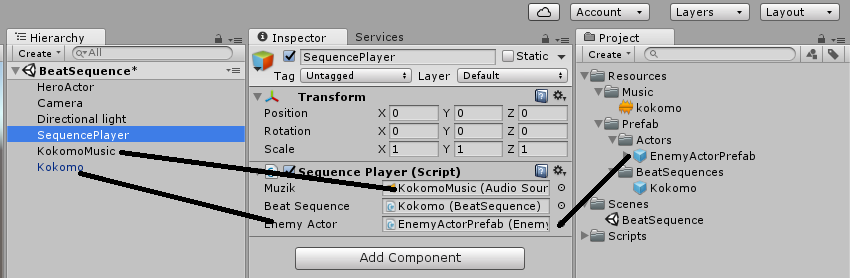 Account
Layers
Layout
Hierarchy
Create
All
BeatSequence*
HeroActor
Camera
Directional light
SequencePlayer
KokomoMusic
Kokomo
Inspector
Services
SequencePlayer
Static
Tag Untagged Layer Default
Transform
Position X 0 Y 0 Z 0
Rotation X 0 Y 0 Z 0
Scale X 1 Y 1 Z 1
Sequence Player (Script)
Muzik KokomoMusic (Audio Sour
Beat Sequence Kokomo (BeatSequence)
Enemy Actor EnemyActorPrefab (Enemy
Add Component
Project
Create
Resources
Music
kokomo
Prefab
Actors
EnemyActorPrefab
BeatSequences
Kokomo
Scenes
BeatSequence
Scripts